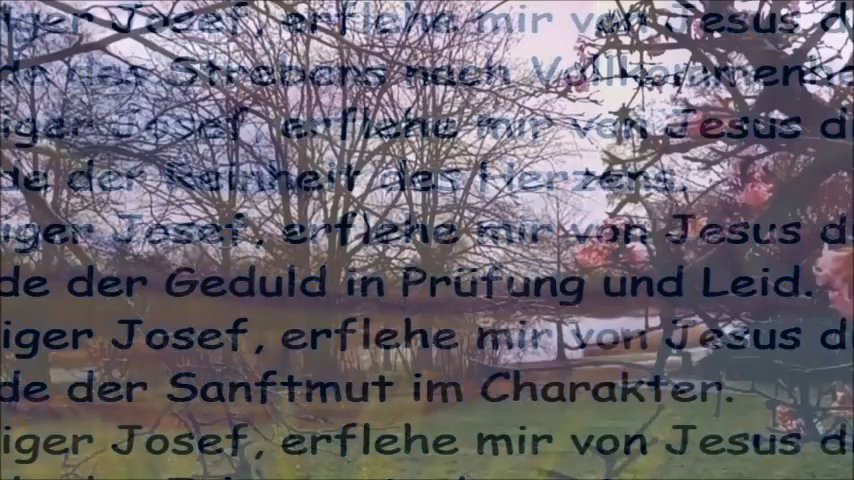 iger Josef, erflehe mir von Jesus d
de des Strebens nach Vollkommenhe
iger Josef, erflehe mir von Jesus d
de der Reinheit des Herzens.
iger Josef, erflehe mir von Jesus d
de der Geduld in Prüfung und Leid.
iger Josef, erflehe mir von Jesus d
de der Sanftmut im Charakter.
iger Josef, erflehe mir von Jesus d